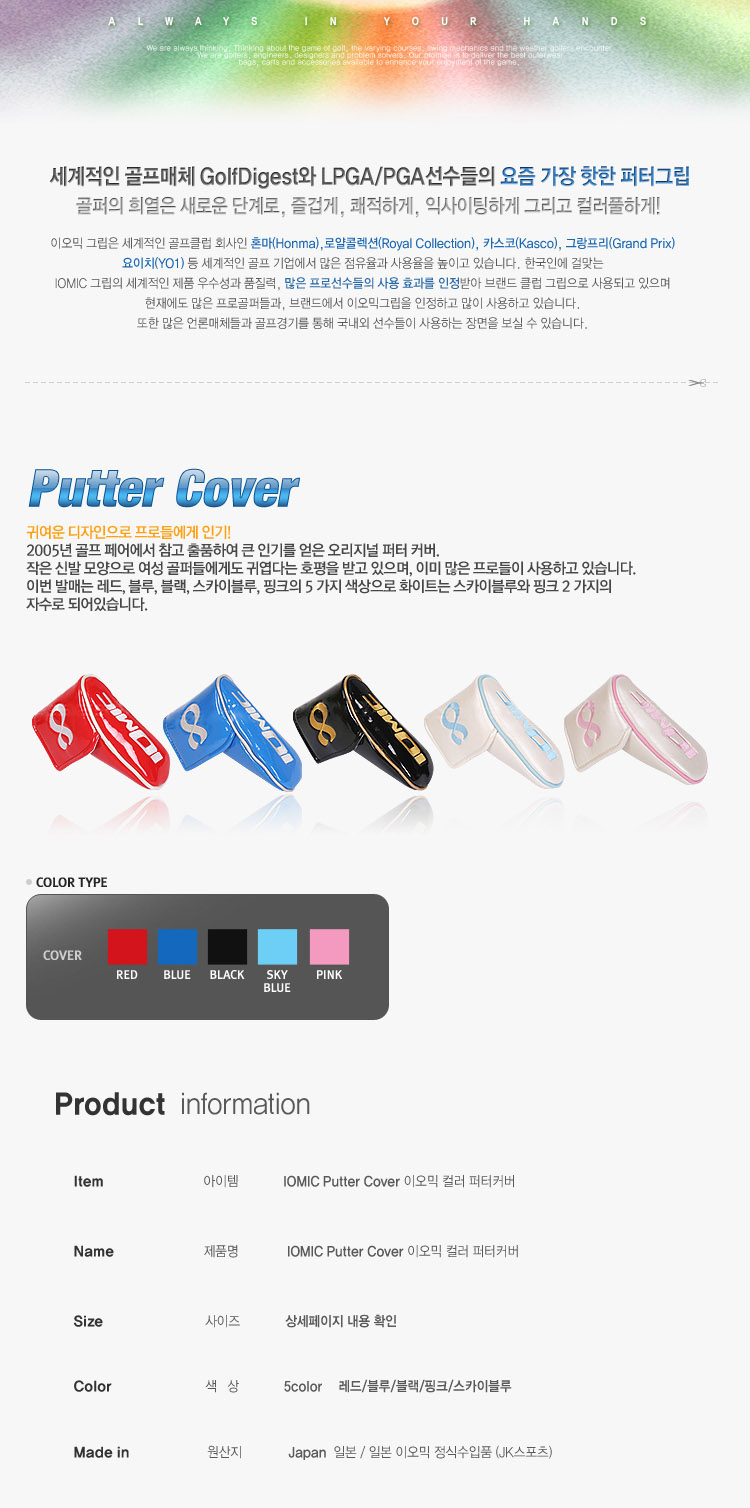 ALWAYS IN YOUR HANDS
We are always thinking. Thinking about the game of golf, the varying courses, swing mechanics and the weather golfers encounter.
We are golfers, engineers, designers and problem solvers. Our promise is to deliver the best outerwear,
bags, carts and accessories available to enhance your enjoyment of the game.
세계적인 골프매체 GolfDigest와 LPGA/PGA선수들의 요즘 가장 핫한 퍼터그립
골퍼의 희열은 새로운 단계로, 즐겁게, 쾌적하게, 익사이팅하게 그리고 컬러풀하게!
이오믹 그립은 세계적인 골프클럽 회사인 혼마(Honma),로얄콜렉션(Royal Collection), 카스코(Kasco), 그랑프리(Grand Prix)
요이치(YO1) 등 세계적인 골프 기업에서 많은 점유율과 사용율을 높이고 있습니다. 한국인에 걸맞는
IOMIC 그립의 세계적인 제품 우수성과 품질력, 많은 프로선수들의 사용 효과를 인정받아 브랜드 클럽 그립으로 사용되고 있으며
현재에도 많은 프로골퍼들과, 브랜드에서 이오믹그립을 인정하고 많이 사용하고 있습니다.
또한 많은 언론매체들과 골프경기를 통해 국내외 선수들이 사용하는 장면을 보실 수 있습니다.
Putter Cover
귀여운 디자인으로 프로들에게 인기!
2005년 골프 페어에서 참고 출품하여 큰 인기를 얻은 오리지널 퍼터 커버.
작은 신발 모양으로 여성 골퍼들에게도 귀엽다는 호평을 받고 있으며, 이미 많은 프로들이 사용하고 있습니다.
이번 발매는 레드, 블루, 블랙, 스카이블루, 핑크의 5 가지 색상으로 화이트는 스카이블루와 핑크 2 가지의
자수로 되어있습니다.
IOMIC IOMIC IOMIC IOMIC IOMIC
COLOR TYPE
COVER
RED BLUE BLACK SKY BLUE PINK
Product information
Item 아이템 IOMIC Putter Cover 이오믹 컬러 퍼터커버
Name 제품명 IOMIC Putter Cover 이오믹 컬러 퍼터커버
Size 사이즈 상세페이지 내용 확인
Color 색 상 5color 레드/블루/블랙/핑크/스카이블루
Made in 원산지 Japan 일본 / 일본 이오믹 정식수입품 (JK스포츠)